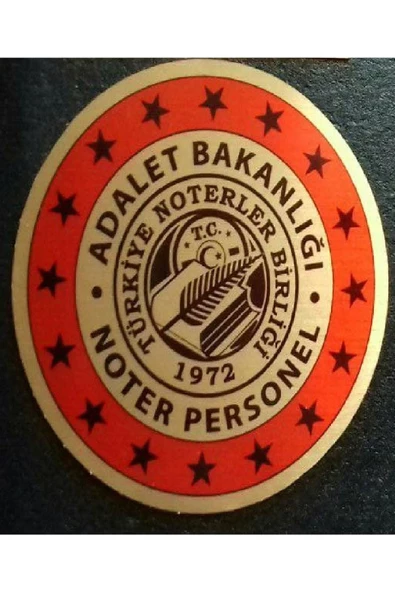 ADALET BAKANLIĞI
TÜRKİYE NOTERLER BİRLİĞİ
T.C.
1972
NOTER PERSONEL